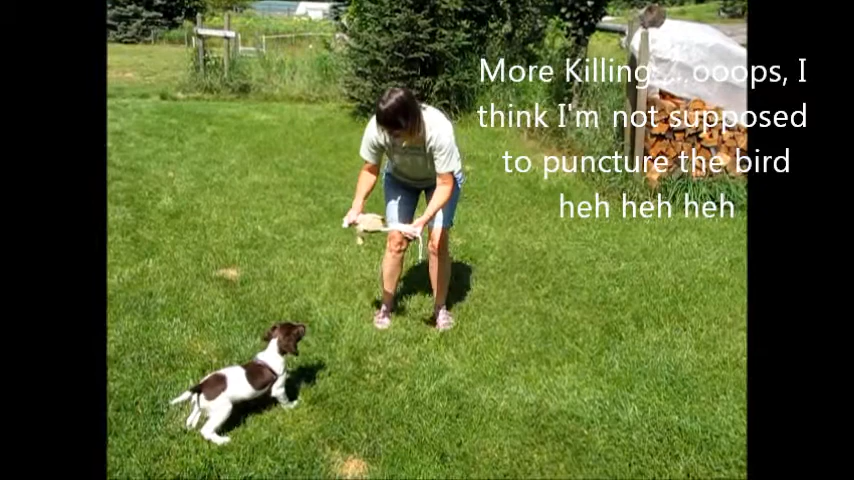 More Killing....ooops, I
think I'm not supposed
to puncture the bird
heh heh heh